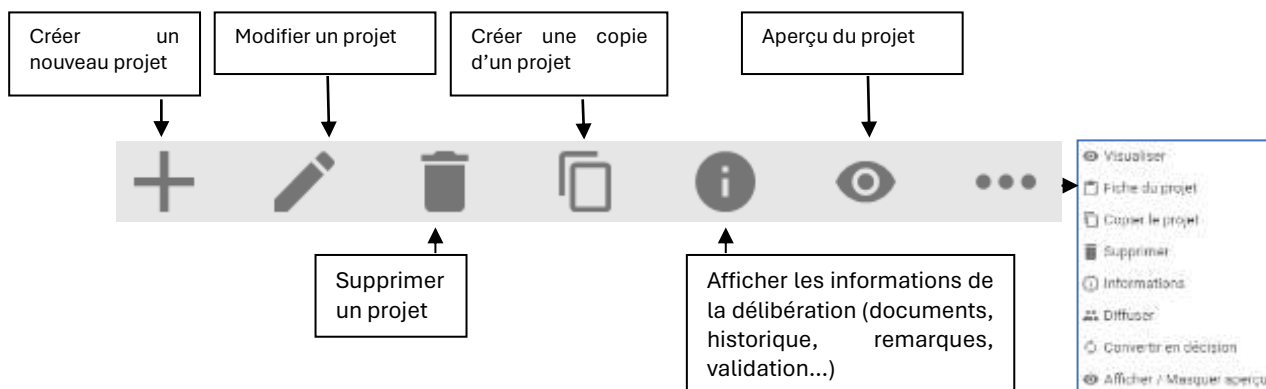 Créer un
nouveau projet
Modifier un projet
Créer une copie
d’un projet
Aperçu du projet
Supprimer
un projet
Afficher les informations de
la délibération (documents,
historique, remarques,
validation...)
Visualiser
Fiche du projet
Copier le projet
Supprimer
Informations
Diffuser
Convertir en décision
Afficher / Masquer aperçu